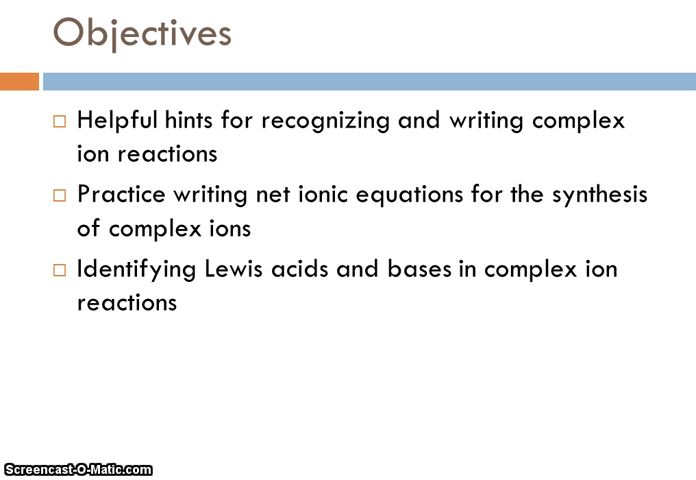 Objectives
Helpful hints for recognizing and writing complex
ion reactions
Practice writing net ionic equations for the synthesis
of complex ions
Identifying Lewis acids and bases in complex ion
reactions
Screencast-O-Matic.com